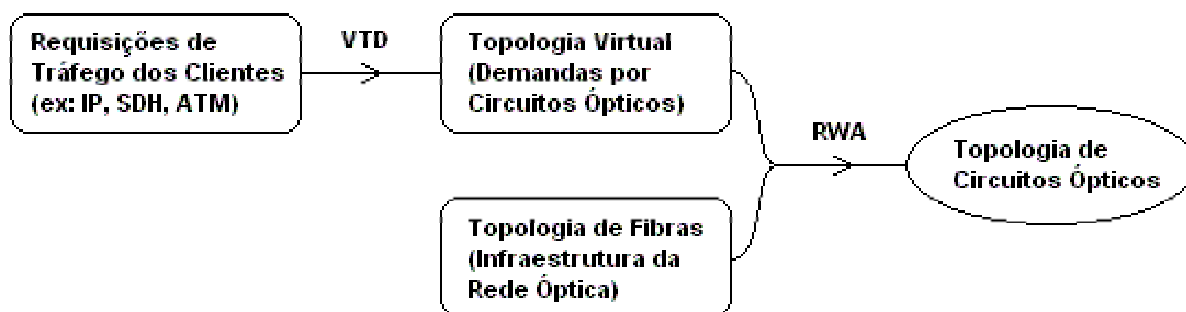 Requisições de
Tráfego dos Clientes
(ex: IP, SDH, ATM)
VTD
Topologia Virtual
(Demandas por
Circuitos Ópticos)
RWA
Topologia de
Circuitos Ópticos
Topologia de Fibras
(Infraestrutura da
Rede Óptica)